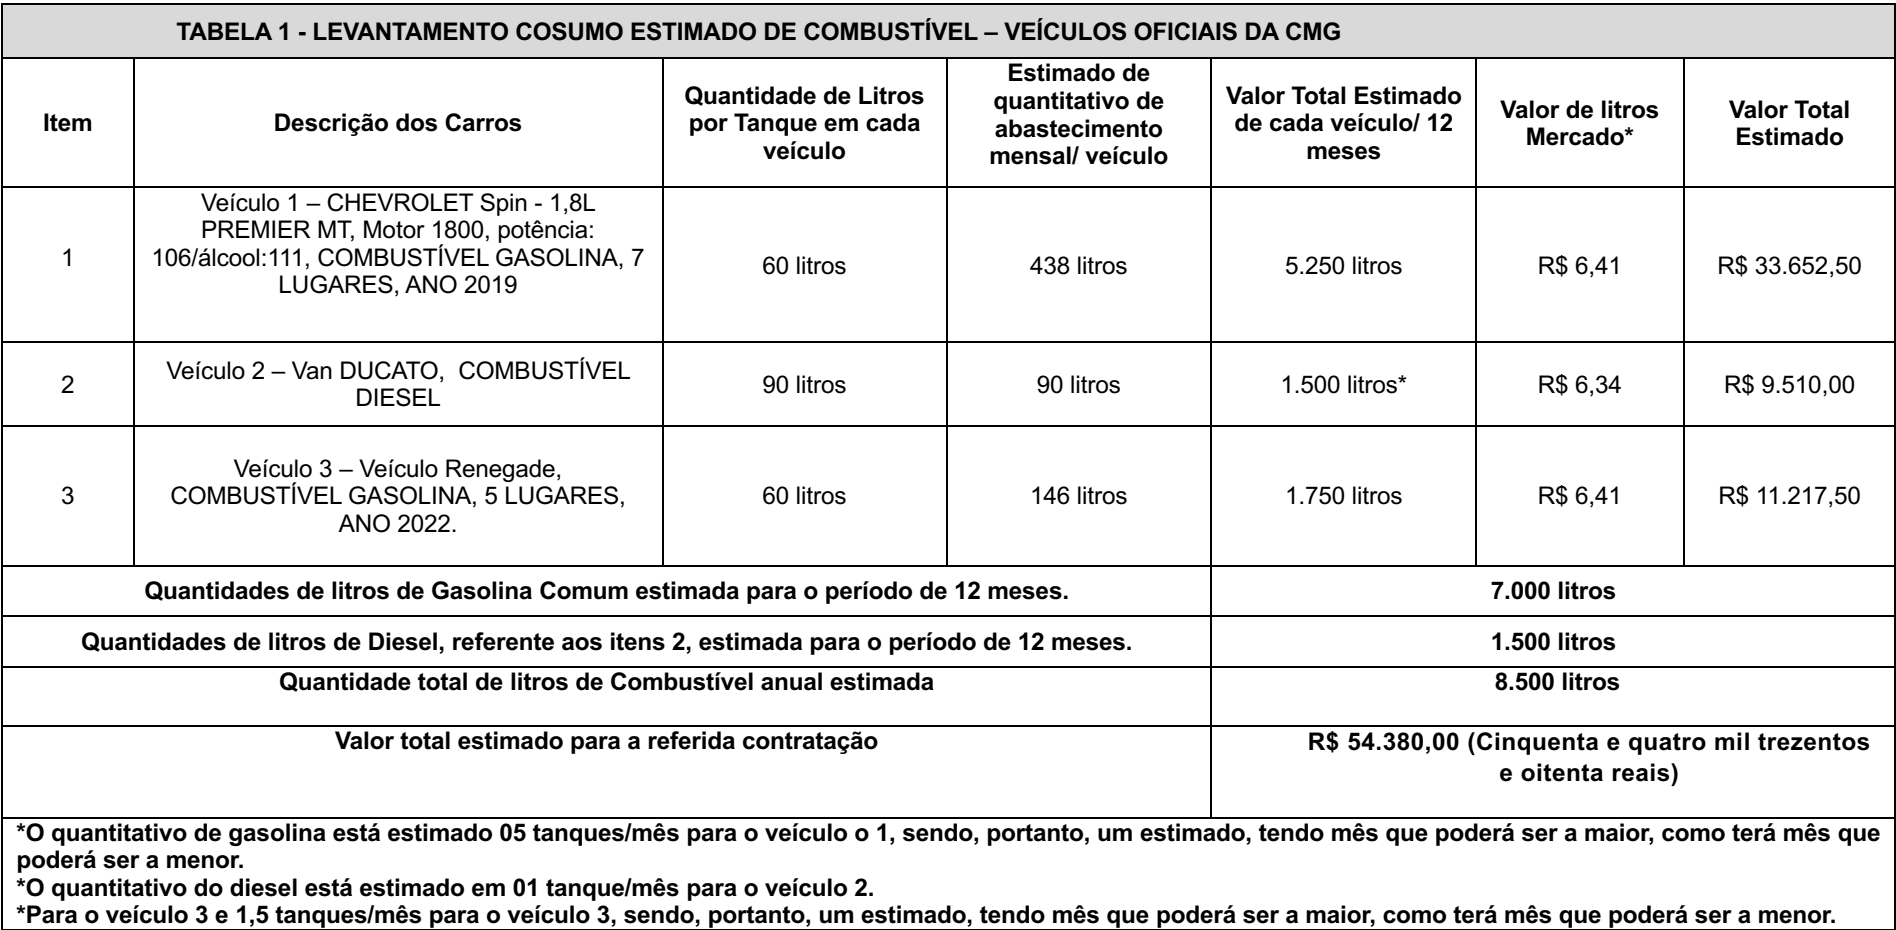 TABELA 1 - LEVANTAMENTO COSUMO ESTIMADO DE COMBUSTÍVEL – VEÍCULOS OFICIAIS DA CMG
Item
Descrição dos Carros
Quantidade de Litros
por Tanque em cada
veículo
Estimado de
quantitativo de
abastecimento
mensal/ veículo
Valor Total Estimado
de cada veículo/ 12
meses
Valor de litros
Mercado*
Valor Total
Estimado
1
Veículo 1 – CHEVROLET Spin - 1,8L
PREMIER MT, Motor 1800, potência:
106/álcool:111, COMBUSTÍVEL GASOLINA, 7
LUGARES, ANO 2019
60 litros
438 litros
5.250 litros
R$ 6,41
R$ 33.652,50
2
Veículo 2 – Van DUCATO, COMBUSTÍVEL
DIESEL
90 litros
90 litros
1.500 litros*
R$ 6,34
R$ 9.510,00
3
Veículo 3 – Veículo Renegade,
COMBUSTÍVEL GASOLINA, 5 LUGARES,
ANO 2022.
60 litros
146 litros
1.750 litros
R$ 6,41
R$ 11.217,50
Quantidades de litros de Gasolina Comum estimada para o período de 12 meses.
7.000 litros
Quantidades de litros de Diesel, referente aos itens 2, estimada para o período de 12 meses.
1.500 litros
Quantidade total de litros de Combustível anual estimada
8.500 litros
Valor total estimado para a referida contratação
R$ 54.380,00 (Cinquenta e quatro mil trezentos
e oitenta reais)
*O quantitativo de gasolina está estimado 05 tanques/mês para o veículo o 1, sendo, portanto, um estimado, tendo mês que poderá ser a maior, como terá mês que
poderá ser a menor.
*O quantitativo do diesel está estimado em 01 tanque/mês para o veículo 2.
*Para o veículo 3 e 1,5 tanques/mês para o veículo 3, sendo, portanto, um estimado, tendo mês que poderá ser a maior, como terá mês que poderá ser a menor.